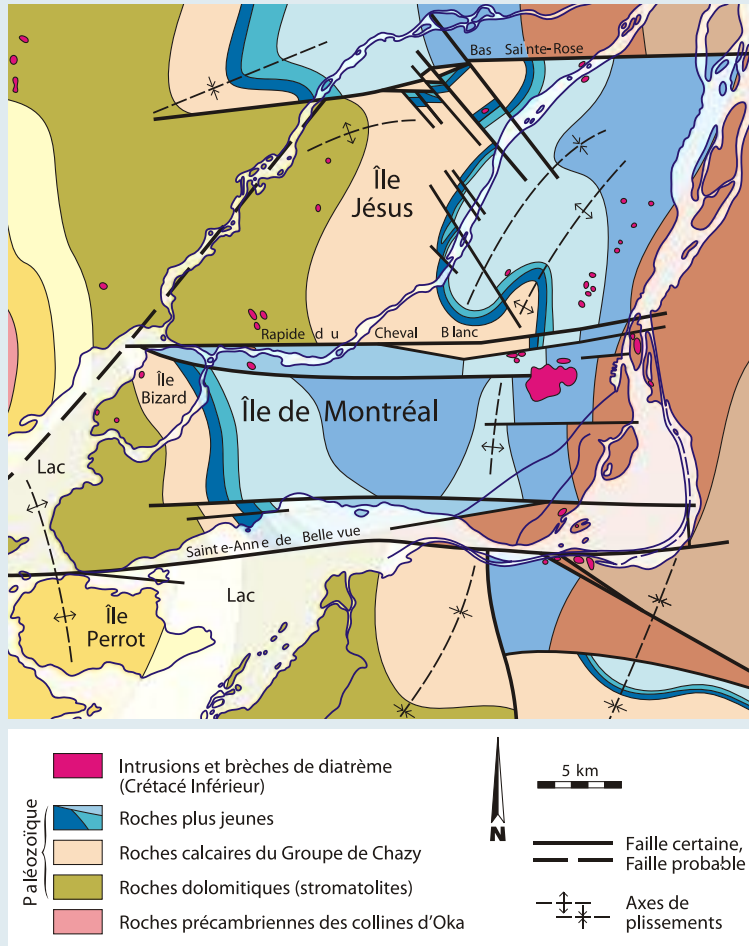 Bas Sainte-Rose
Île
Jésus
Rapide du Cheval Blanc
Île
Bizard
Île de Montréal
Lac
Sainte-Anne de Bellevue
Lac
Île
Perrot
Intrusions et brèches de diatrème
(Crétacé Inférieur)
Paléozoïque
Roches plus jeunes
Roches calcaires du Groupe de Chazy
Roches dolomitiques (stromatolites)
Roches précambriennes des collines d'Oka
N
5 km
Faille certaine,
Faille probable
Axes de
plissements